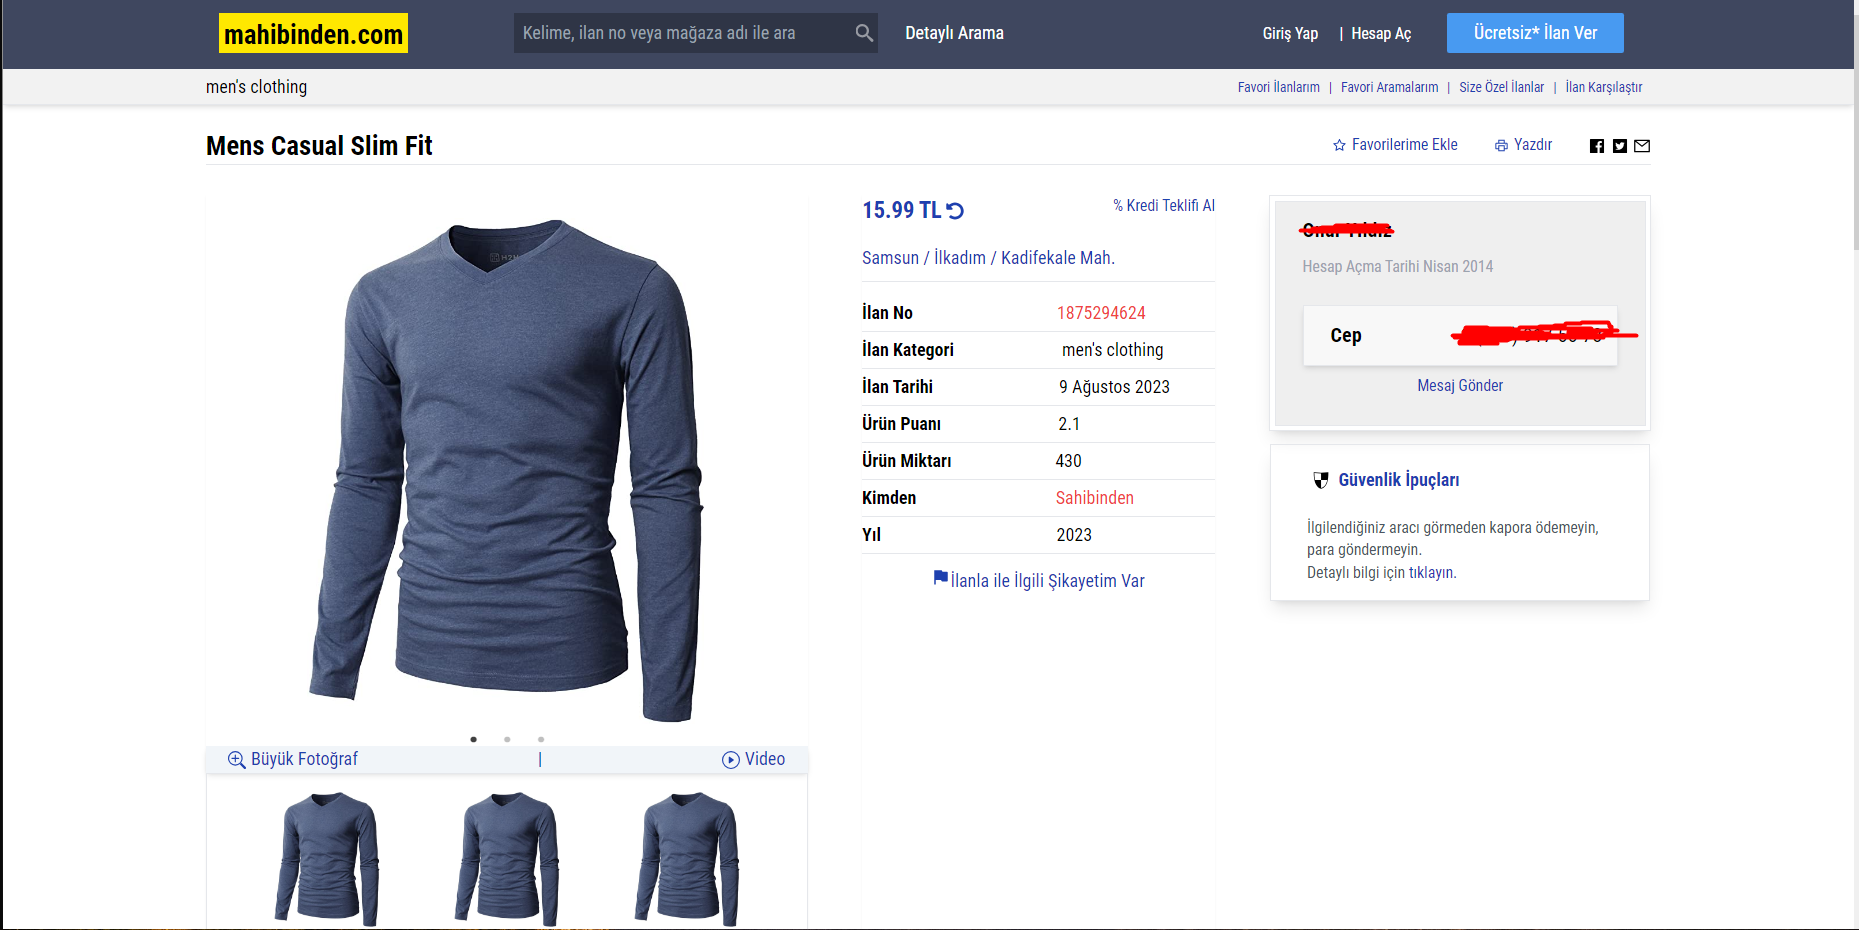 mahibinden.com
Kelime, ilan no veya mağaza adı ile ara
Detaylı Arama
Giriş Yap | Hesap Aç
Ücretsiz* İlan Ver
men's clothing
Favori İlanlarım | Favori Aramalarım | Size Özel İlanlar | İlan Karşılaştır
Mens Casual Slim Fit
Favorilerime Ekle
Yazdır
15.99 TL
% Kredi Teklifi Al
Samsun / İlkadım / Kadifekale Mah.
İlan No 1875294624
İlan Kategori men's clothing
İlan Tarihi 9 Ağustos 2023
Ürün Puanı 2.1
Ürün Miktarı 430
Kimden Sahibinden
Yıl 2023
İlanla ile İlgili Şikayetim Var
Hesap Açma Tarihi Nisan 2014
Cep
Mesaj Gönder
Güvenlik İpuçları
İlgilendiğiniz aracı görmeden kapora ödemeyin,
para göndermeyin.
Detaylı bilgi için tıklayın.
Büyük Fotoğraf | Video